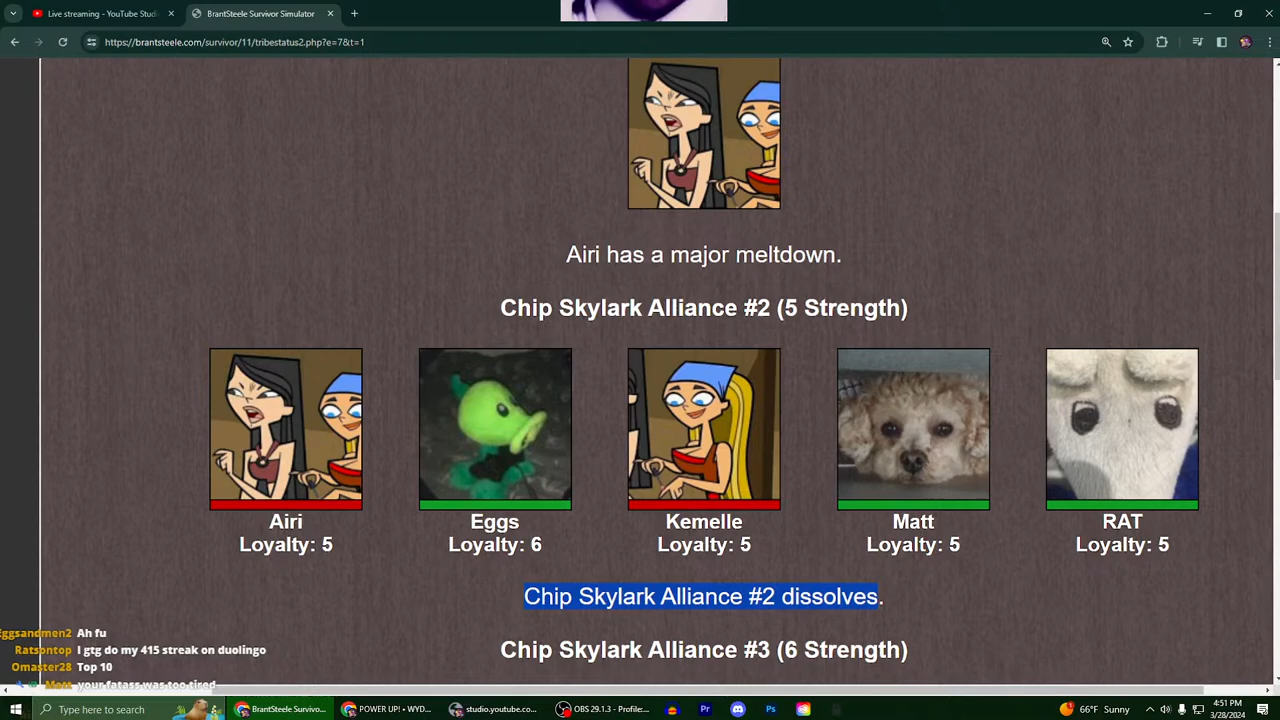 Live streaming - YouTube Studi
BrantSteele Survivor Simulator
https://brantsteele.com/survivor/11/tribestatus2.php?e=7&t=1
Airi has a major meltdown.
Chip Skylark Alliance #2 (5 Strength)
Airi
Loyalty: 5
Eggs
Loyalty: 6
Kemelle
Loyalty: 5
Matt
Loyalty: 5
RAT
Loyalty: 5
Chip Skylark Alliance #2 dissolves.
Chip Skylark Alliance #3 (6 Strength)
Eggsandmen2 Ah fu
Ratsontop I gtg do my 415 streak on duolingo
Omaster28 Top 10
your fatass was too tired
Type here to search
BrantSteele Survivo...
POWER UP! • WYD...
studio.youtube.co...
OBS 29.1.3 - Profile:...
Pr
Ps
66°F Sunny
4:51 PM
3/28/2024